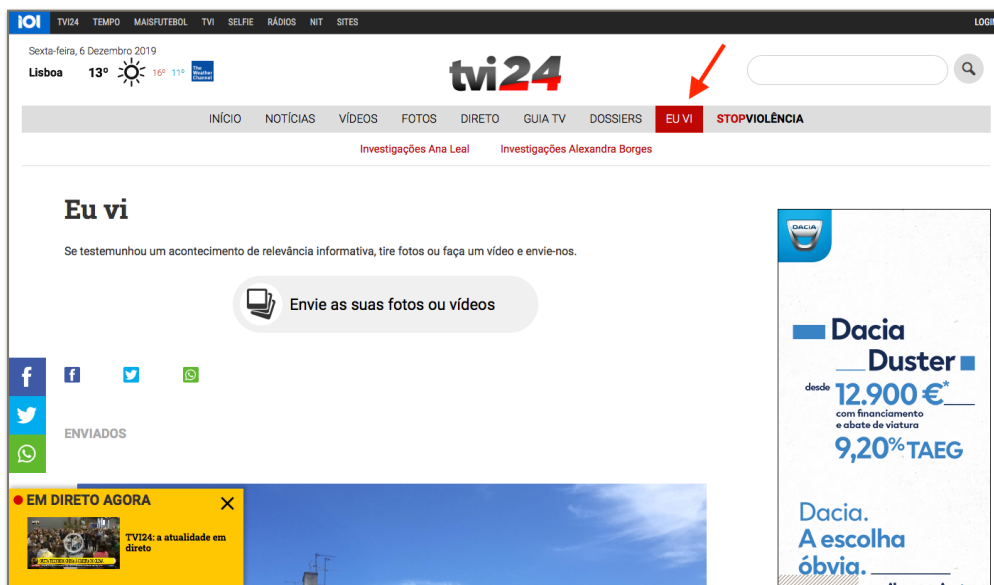 IOI TVI24 TEMPO MAISFUTEBOL TVI SELFIE RÁDIOS NIT SITES LOGIN
Sexta-feira, 6 Dezembro 2019
Lisboa 13º 16º 11º The Weather Channel
tvi24
INÍCIO NOTÍCIAS VÍDEOS FOTOS DIRETO GUIA TV DOSSIERS EU VI STOPVIOLÊNCIA
Investigações Ana Leal Investigações Alexandra Borges
Eu vi
Se testemunhou um acontecimento de relevância informativa, tire fotos ou faça um vídeo e envie-nos.
Envie as suas fotos ou vídeos
ENVIADOS
EM DIRETO AGORA
TVI24: a atualidade em
direto
DACIA
Dacia
Duster
desde 12.900 €*
com financiamento
e abate de viatura
9,20% TAEG
Dacia.
A escolha
óbvia.